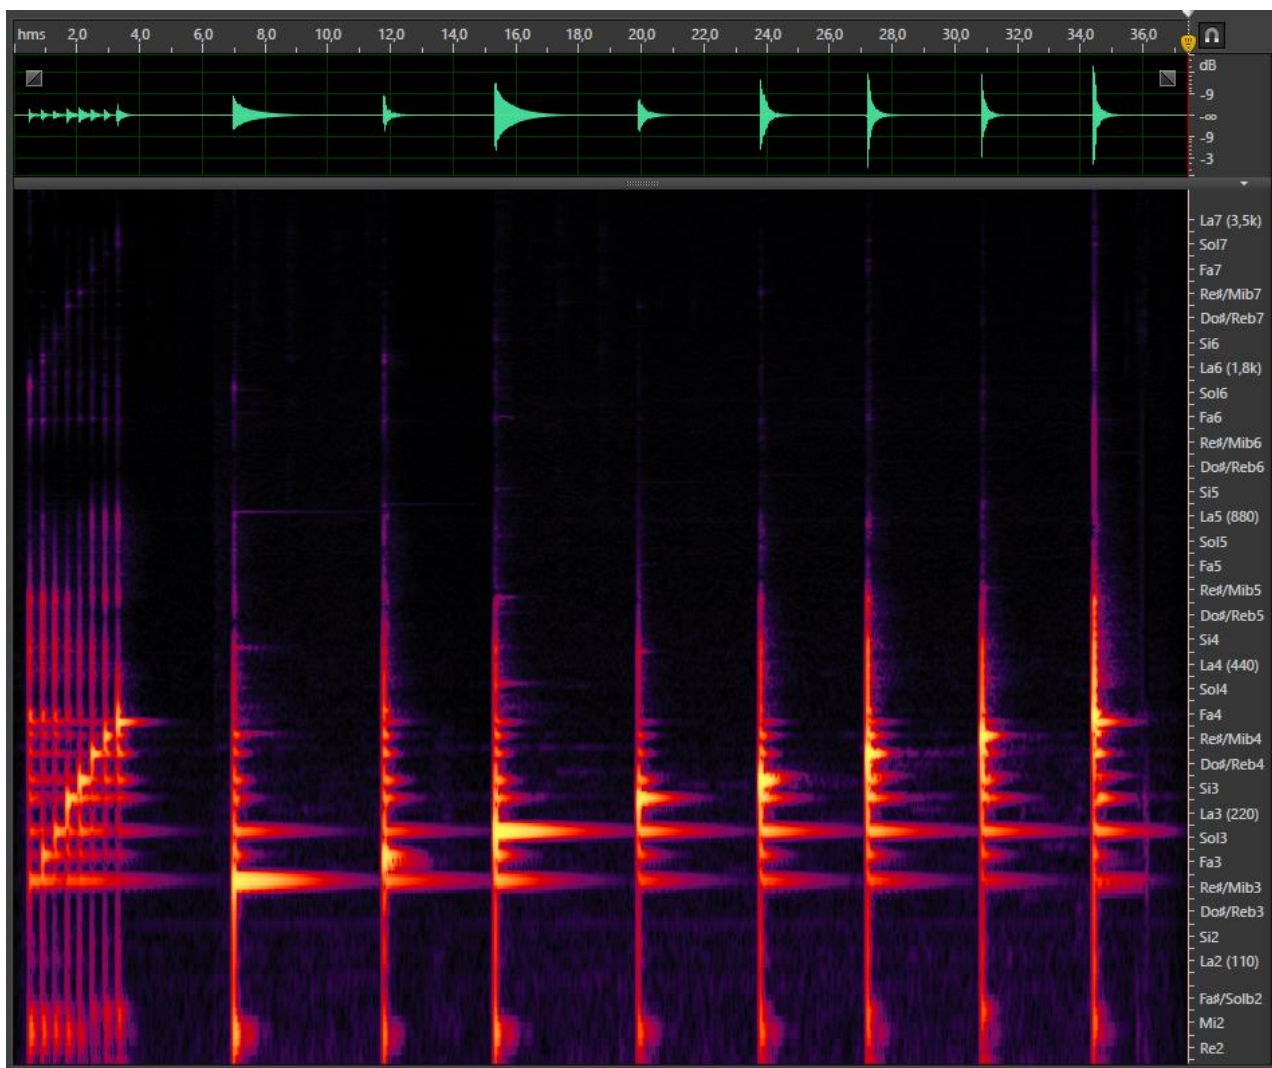 hms 2,0 4,0 6,0 8,0 10,0 12,0 14,0 16,0 18,0 20,0 22,0 24,0 26,0 28,0 30,0 32,0 34,0 36,0
dB
-9
-∞
-9
-3
La7 (3,5k)
Sol7
Fa7
Re♯/Mib7
Do♯/Reb7
Si6
La6 (1,8k)
Sol6
Fa6
Re♯/Mib6
Do♯/Reb6
Si5
La5 (880)
Sol5
Fa5
Re♯/Mib5
Do♯/Reb5
Si4
La4 (440)
Sol4
Fa4
Re♯/Mib4
Do♯/Reb4
Si3
La3 (220)
Sol3
Fa3
Re♯/Mib3
Do♯/Reb3
Si2
La2 (110)
Fa♯/Solb2
Mi2
Re2